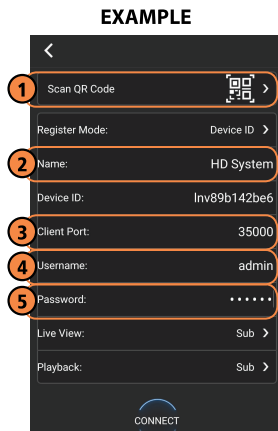 EXAMPLE
1 Scan QR Code
Register Mode: Device ID
2 Name: HD System
Device ID: lnv89b142be6
3 Client Port: 35000
4 Username: admin
5 Password: ••••••
Live View: Sub
Playback: Sub
CONNECT